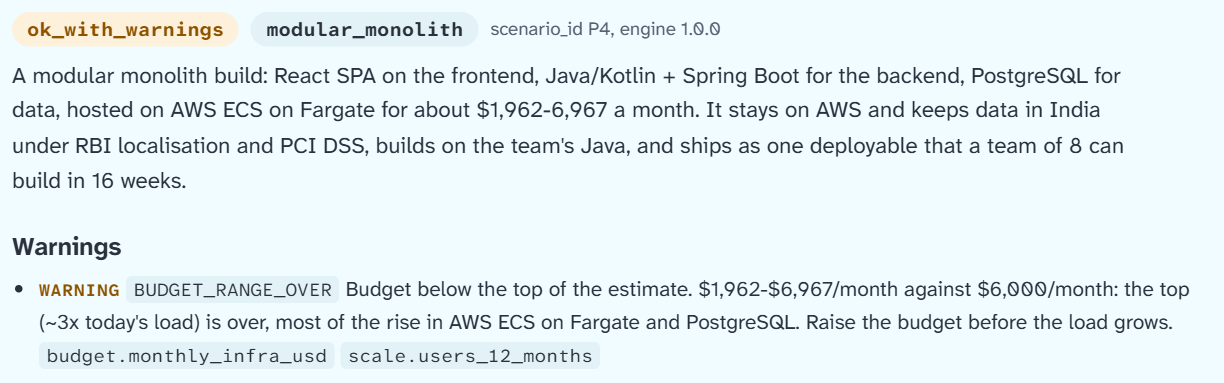 ok_with_warnings modular_monolith scenario_id P4, engine 1.0.0
A modular monolith build: React SPA on the frontend, Java/Kotlin + Spring Boot for the backend, PostgreSQL for
data, hosted on AWS ECS on Fargate for about $1,962-6,967 a month. It stays on AWS and keeps data in India
under RBI localisation and PCI DSS, builds on the team's Java, and ships as one deployable that a team of 8 can
build in 16 weeks.
Warnings
• WARNING BUDGET_RANGE_OVER Budget below the top of the estimate. $1,962-$6,967/month against $6,000/month: the top
(~3x today's load) is over, most of the rise in AWS ECS on Fargate and PostgreSQL. Raise the budget before the load grows.
budget.monthly_infra_usd scale.users_12_months